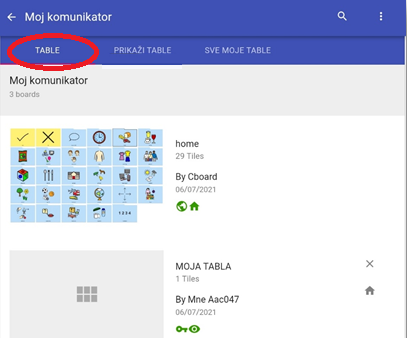 Moj komunikator
TABLE PRIKAŽI TABLE SVE MOJE TABLE
Moj komunikator
3 boards
home
29 Tiles
By Cboard
06/07/2021
MOJA TABLA
1 Tiles
By Mne Aac047
06/07/2021